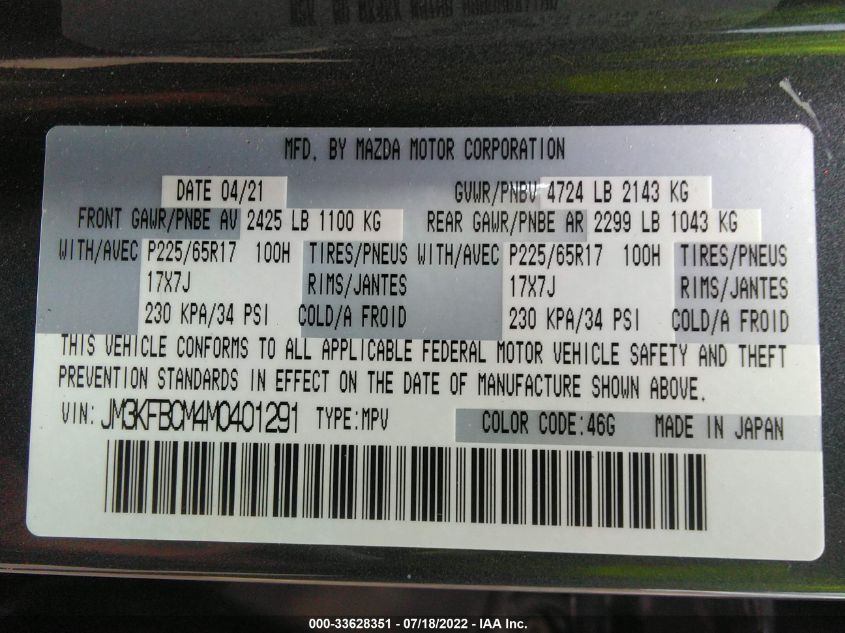 MFD. BY MAZDA MOTOR CORPORATION
DATE 04/21 GVWR/PNBV 4724 LB 2143 KG
FRONT GAWR/PNBE AV 2425 LB 1100 KG REAR GAWR/PNBE AR 2299 LB 1043 KG
WITH/AVEC P225/65R17 100H TIRES/PNEUS WITH/AVEC P225/65R17 100H TIRES/PNEUS
17X7J RIMS/JANTES 17X7J RIMS/JANTES
230 KPA/34 PSI COLD/A FROID 230 KPA/34 PSI COLD/A FROID
THIS VEHICLE CONFORMS TO ALL APPLICABLE FEDERAL MOTOR VEHICLE SAFETY AND THEFT
PREVENTION STANDARDS IN EFFECT ON THE DATE OF MANUFACTURE SHOWN ABOVE.
VIN: JM3KFBCM4M0401291 TYPE:MPV COLOR CODE:46G MADE IN JAPAN
000-33628351 - 07/18/2022 - IAA Inc.